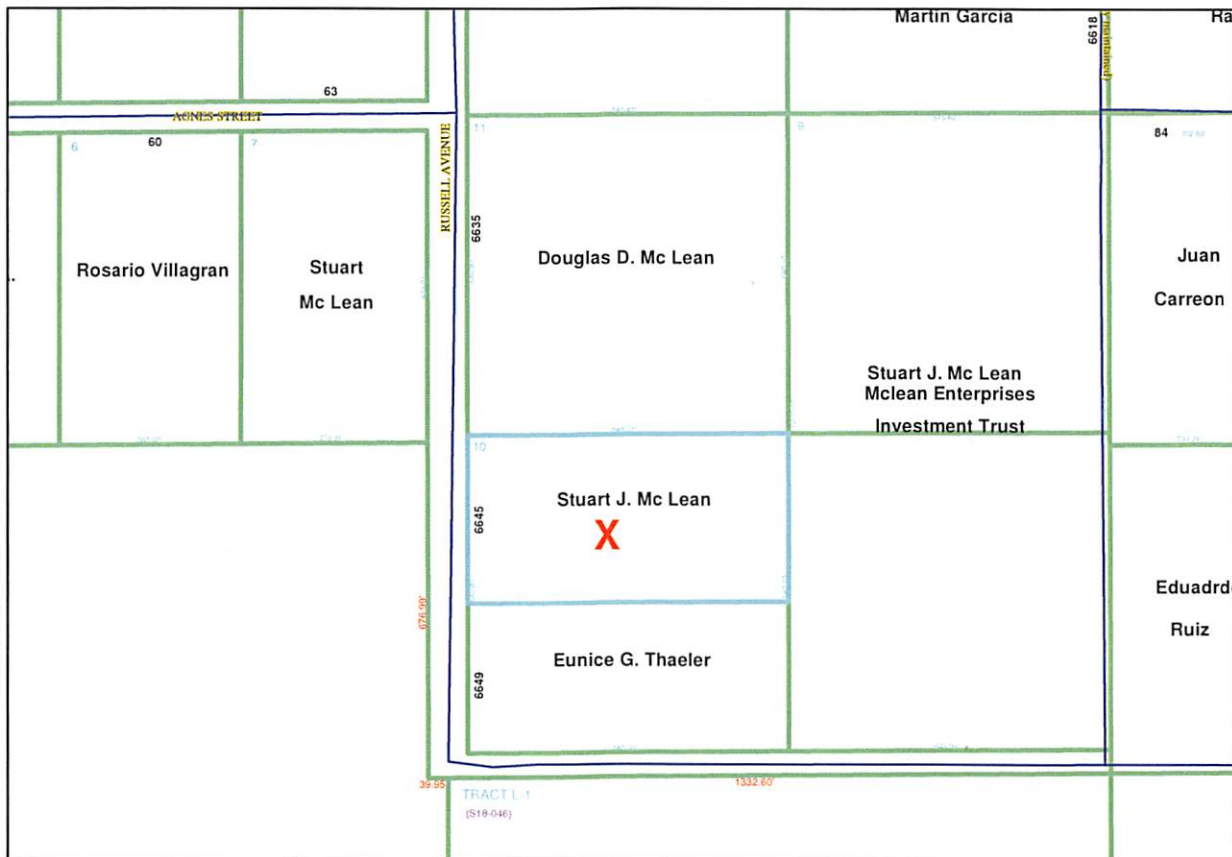 Martin Garcia
6618
Ra
63
AGNES STREET
60
6
7
RUSSELL AVENUE
11
9
84
6635
Rosario Villagran
Stuart
Mc Lean
Douglas D. Mc Lean
Juan
Carreon
Stuart J. Mc Lean
Mclean Enterprises
Investment Trust
10
Stuart J. Mc Lean
6645
X
676.99'
Eduadrd
Ruiz
Eunice G. Thaeler
6649
39.95
1332.60'
TRACT L-1
(S18-046)